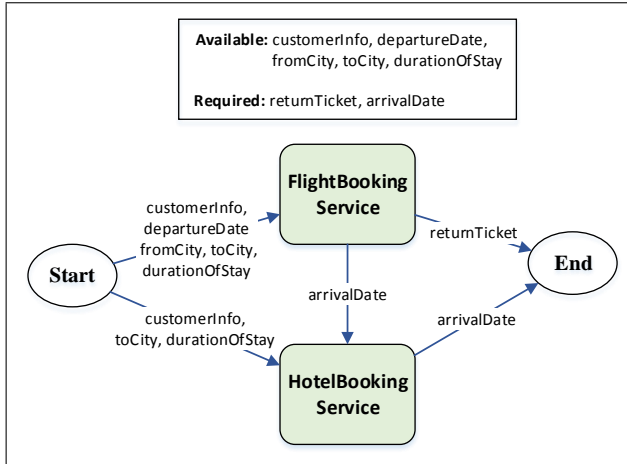 Available: customerInfo, departureDate,
fromCity, toCity, durationOfStay
Required: returnTicket, arrivalDate
FlightBooking
Service
customerInfo,
departureDate
fromCity, toCity,
durationOfStay
returnTicket
Start
End
arrivalDate
arrivalDate
customerInfo,
toCity, durationOfStay
HotelBooking
Service